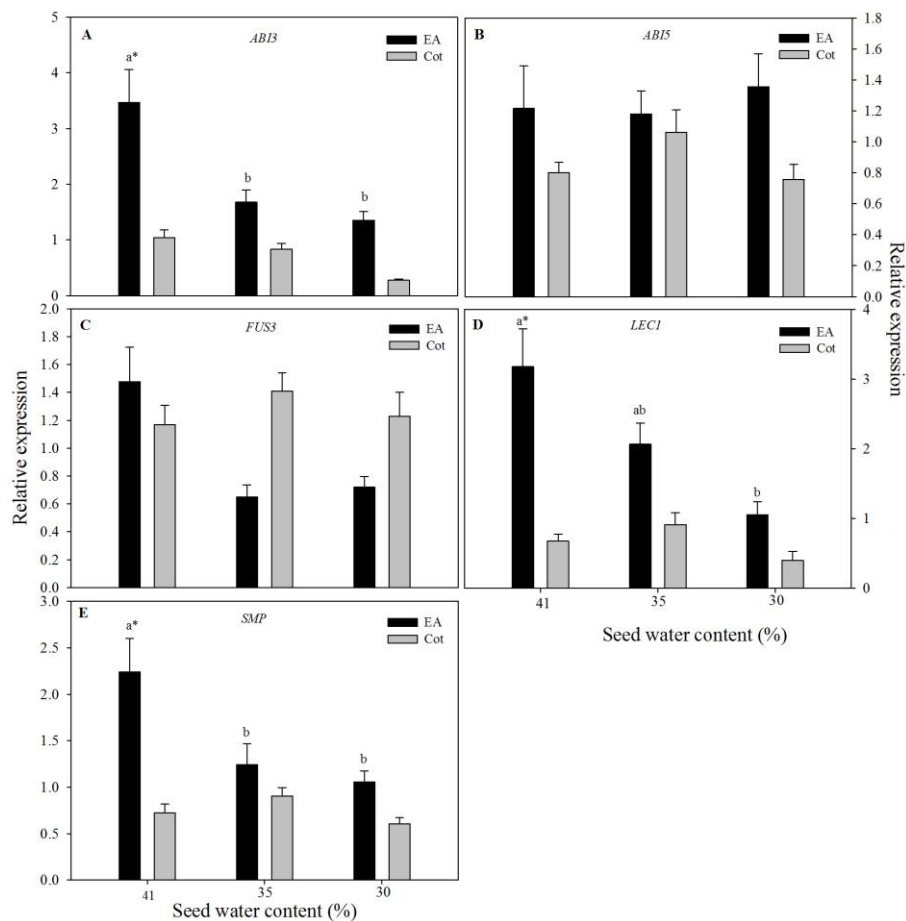 A
ABI3
EA
Cot
a*
b
b
5
4
3
2
1
0
B
ABI5
EA
Cot
1.8
1.6
1.4
1.2
1.0
0.8
0.6
0.4
0.2
0.0
C
FUS3
EA
Cot
2.0
1.8
1.6
1.4
1.2
1.0
0.8
0.6
0.4
0.2
0.0
Relative expression
D
LEC1
EA
Cot
a*
ab
b
4
3
2
1
0
Relative expression
41
35
30
Seed water content (%)
E
SMP
EA
Cot
a*
b
b
3.0
2.5
2.0
1.5
1.0
0.5
0.0
41
35
30
Seed water content (%)